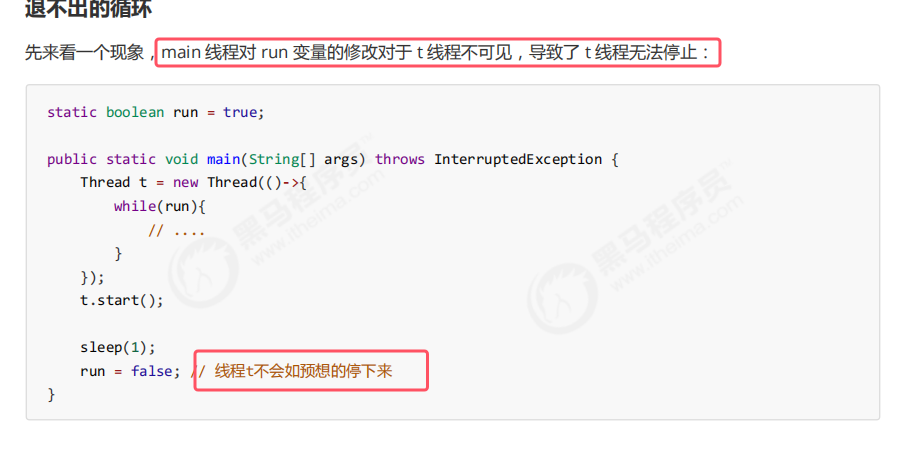 退不出的循环
先来看一个现象，main 线程对 run 变量的修改对于 t 线程不可见，导致了 t 线程无法停止：
static boolean run = true;
public static void main(String[] args) throws InterruptedException {
    Thread t = new Thread(()->{
        while(run){
            // ....
        }
    });
    t.start();
    sleep(1);
    run = false; // 线程t不会如预想的停下来
}
黑马程序员™
www.itheima.com
黑马程序员™
www.itheima.com